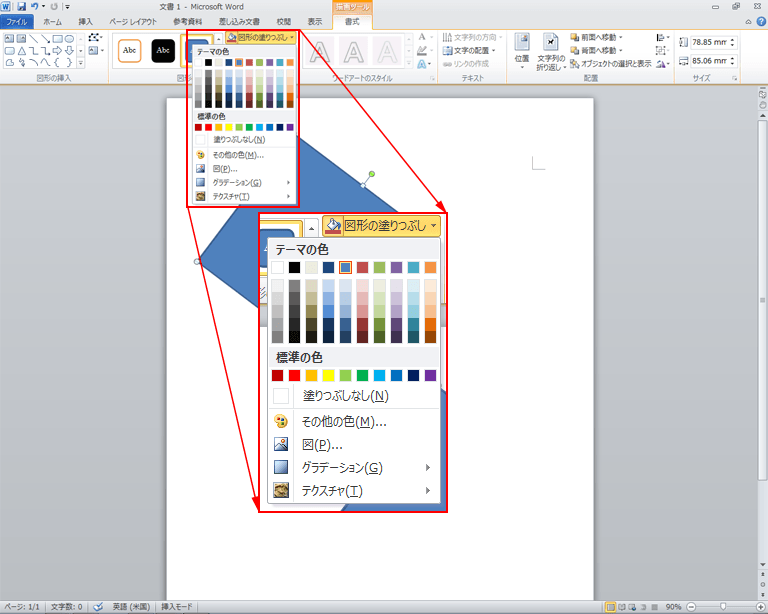 文書 1 - Microsoft Word
描画ツール
ファイル ホーム 挿入 ページ レイアウト 参考資料 差し込み文書 校閲 表示 書式
Abc Abc
図形の塗りつぶし
A A A
A
文字列の方向
文字の配置
リンクの作成
位置
文字列の
折り返し
前面へ移動
背面へ移動
オブジェクトの選択と表示
78.85 mm
85.06 mm
図形の挿入
ワードアートのスタイル
テキスト
配置
サイズ
テーマの色
標準の色
塗りつぶしなし(N)
その他の色(M)...
図(P)...
グラデーション(G)
テクスチャ(T)
図形の塗りつぶし
テーマの色
標準の色
塗りつぶしなし(N)
その他の色(M)...
図(P)...
グラデーション(G)
テクスチャ(T)
ページ: 1/1 文字数: 0 英語 (米国) 挿入モード 90%